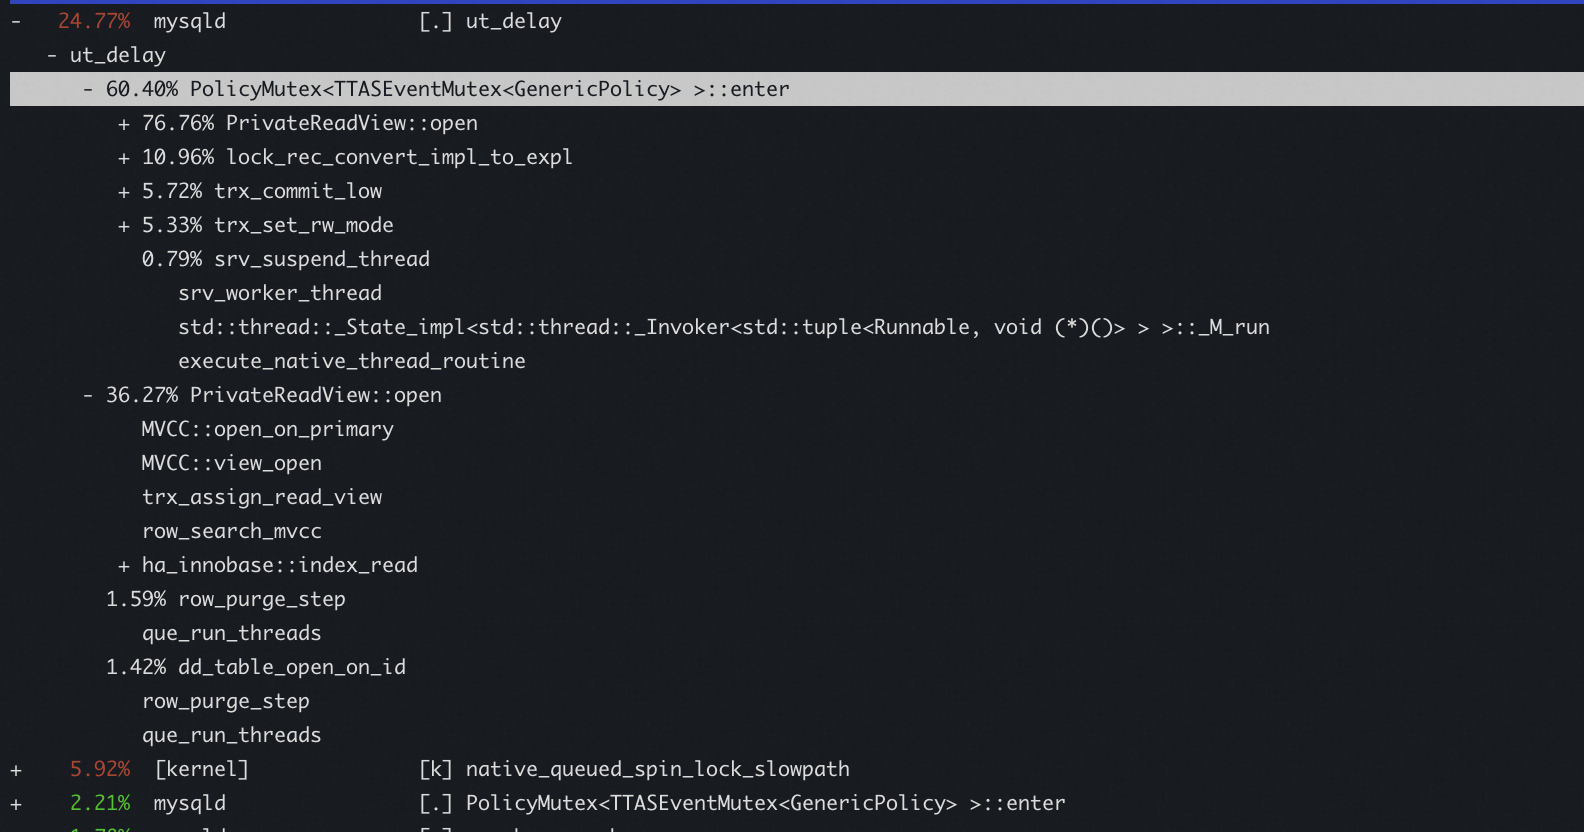 - 24.77% mysqld [.] ut_delay
- ut_delay
- 60.40% PolicyMutex<TTASEventMutex<GenericPolicy> >::enter
+ 76.76% PrivateReadView::open
+ 10.96% lock_rec_convert_impl_to_expl
+ 5.72% trx_commit_low
+ 5.33% trx_set_rw_mode
0.79% srv_suspend_thread
srv_worker_thread
std::thread::_State_impl<std::thread::_Invoker<std::tuple<Runnable, void (*)()> > >::_M_run
execute_native_thread_routine
- 36.27% PrivateReadView::open
MVCC::open_on_primary
MVCC::view_open
trx_assign_read_view
row_search_mvcc
+ ha_innobase::index_read
1.59% row_purge_step
que_run_threads
1.42% dd_table_open_on_id
row_purge_step
que_run_threads
+ 5.92% [kernel] [k] native_queued_spin_lock_slowpath
+ 2.21% mysqld [.] PolicyMutex<TTASEventMutex<GenericPolicy> >::enter